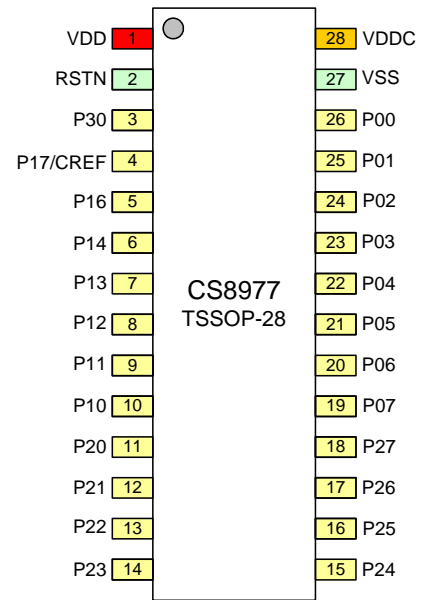 VDD 1 28 VDDC
RSTN 2 27 VSS
P30 3 26 P00
P17/CREF 4 25 P01
P16 5 24 P02
P14 6 23 P03
P13 7 22 P04
CS8977
TSSOP-28
P12 8 21 P05
P11 9 20 P06
P10 10 19 P07
P20 11 18 P27
P21 12 17 P26
P22 13 16 P25
P23 14 15 P24